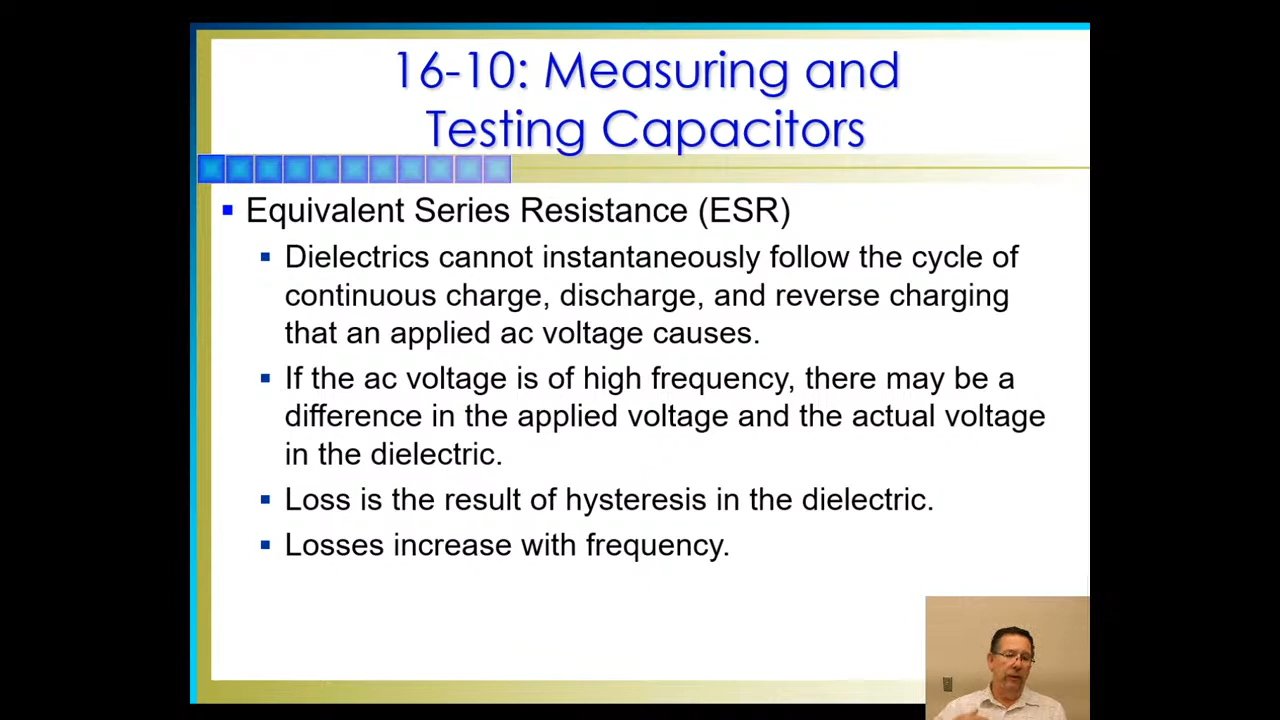 16-10: Measuring and
Testing Capacitors
Equivalent Series Resistance (ESR)
Dielectrics cannot instantaneously follow the cycle of
continuous charge, discharge, and reverse charging
that an applied ac voltage causes.
If the ac voltage is of high frequency, there may be a
difference in the applied voltage and the actual voltage
in the dielectric.
Loss is the result of hysteresis in the dielectric.
Losses increase with frequency.